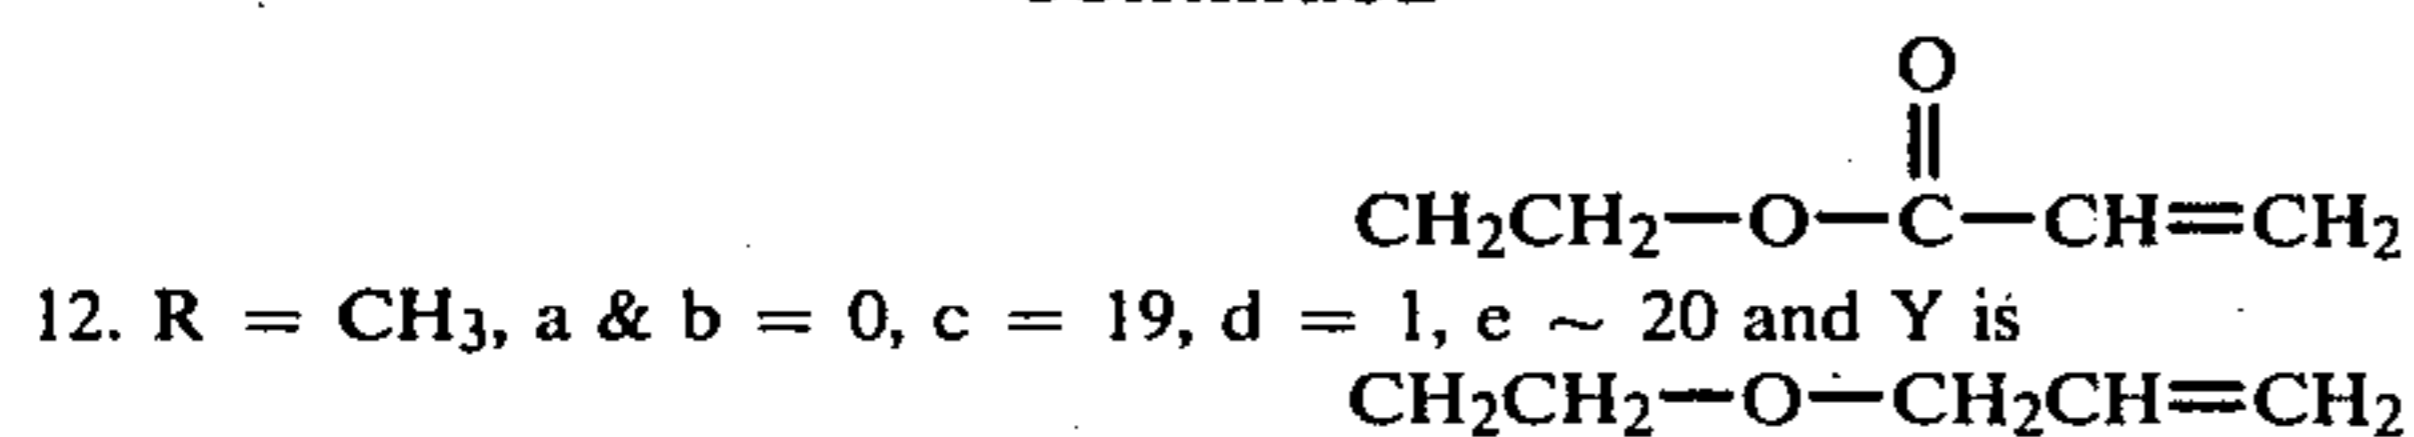 O
||
CH₂CH₂—O—C—CH=CH₂
12. R = CH₃, a & b = 0, c = 19, d = 1, e ~ 20 and Y is
CH₂CH₂—O—CH₂CH=CH₂